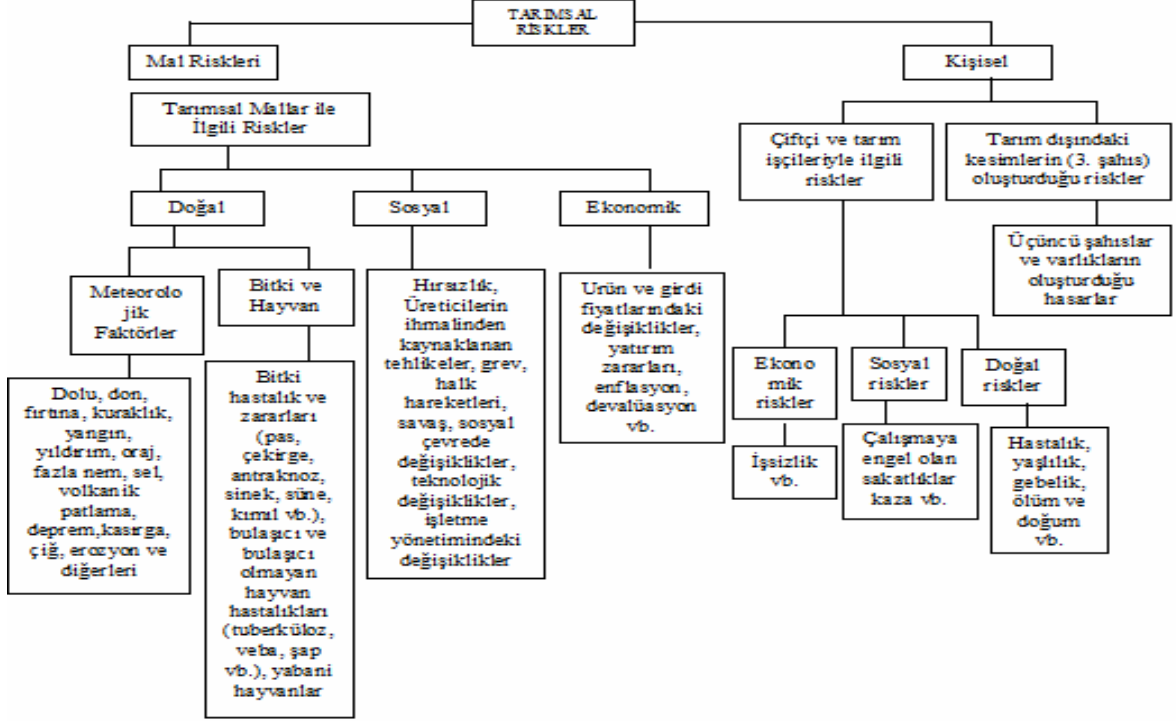 TARIMSAL
RİSKLER
Mal Riskleri
Kişisel
Tarımsal Mallar ile
İlgili Riskler
Çiftçi ve tarım
işçileriyle ilgili
riskler
Tarım dışındaki
kesimlerin (3. şahıs)
oluşturduğu riskler
Doğal
Sosyal
Ekonomik
Üçüncü şahıslar
ve varlıkların
oluşturduğu
hasarlar
Meteorolo
jik
Faktörler
Bitki ve
Hayvan
Hırsızlık,
Üreticilerin
ihmalinden
kaynaklanan
tehlikeler, grev,
halk
hareketleri,
savaş, sosyal
çevrede
değişiklikler,
teknolojik
değişiklikler,
işletme
yönetimindeki
değişiklikler
Ürün ve girdi
fiyatlarındaki
değişiklikler,
yatırım
zararları,
enflasyon,
devalüasyon
vb.
Ekono
mik
riskler
Sosyal
riskler
Doğal
riskler
Dolu, don,
fırtına, kuraklık,
yangın,
yıldırım, oraj,
fazla nem, sel,
volkanik
patlama,
deprem,kasırga,
çiğ, erozyon ve
diğerleri
Bitki
hastalık ve
zararları
(pas,
çekirge,
antraknoz,
sinek, süne,
kımıl vb.),
bulaşıcı ve
bulaşıcı
olmayan
hayvan
hastalıkları
(tuberküloz,
veba, şap
vb.), yabani
hayvanlar
İşsizlik
vb.
Çalışmaya
engel olan
sakatlıklar
kaza vb.
Hastalık,
yaşlılık,
gebelik,
ölüm ve
doğum
vb.